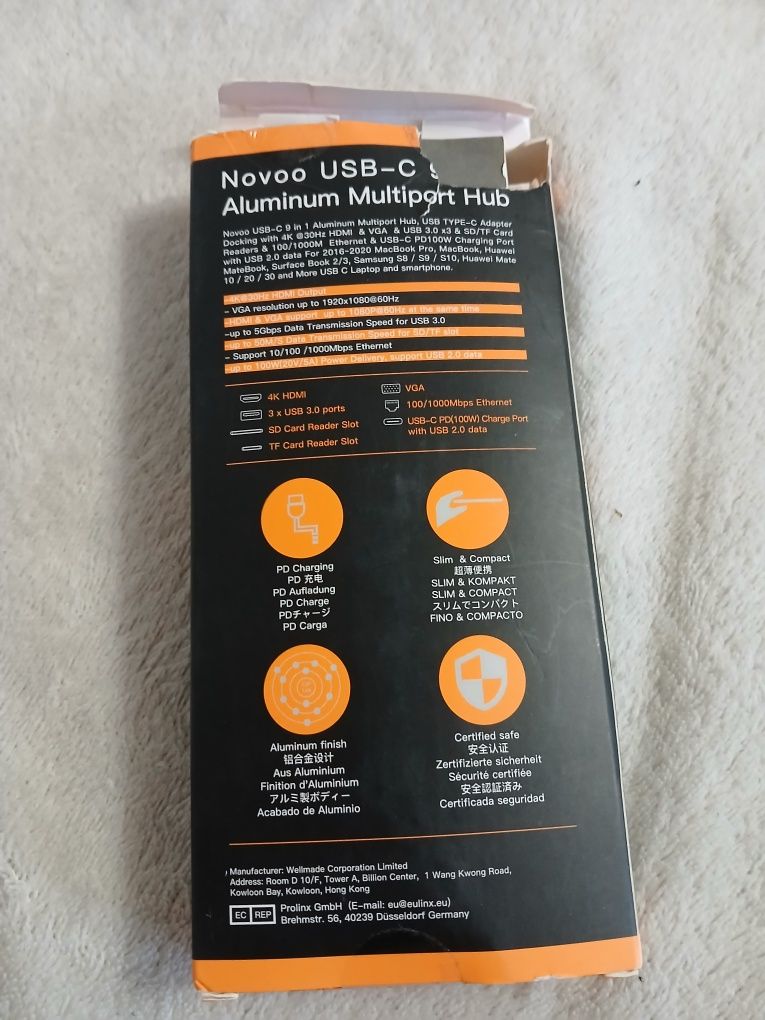 Novoo USB-C 9
Aluminum Multiport Hub
Novoo USB-C 9 in 1 Aluminum Multiport Hub, USB TYPE-C Adapter
Docking with 4K @30Hz HDMI & VGA & USB 3.0 x3 & SD/TF Card
Readers & 100/1000M Ethernet & USB-C PD100W Charging Port
with USB 2.0 data For 2016-2020 MacBook Pro, MacBook, Huawei
MateBook, Surface Book 2/3, Samsung S8 / S9 / S10, Huawei Mate
10 / 20 / 30 and More USB C Laptop and smartphone.
-4K@30Hz HDMI Output
- VGA resolution up to 1920x1080@60Hz
-HDMI & VGA support up to 1080P@60Hz at the same time
-up to 5Gbps Data Transmission Speed for USB 3.0
-up to 50M/S Data Transmission Speed for SD/TF slot
- Support 10/100 /1000Mbps Ethernet
-up to 100W(20V/5A) Power Delivery, support USB 2.0 data
4K HDMI
3 x USB 3.0 ports
SD Card Reader Slot
TF Card Reader Slot
VGA
100/1000Mbps Ethernet
USB-C PD(100W) Charge Port
with USB 2.0 data
PD Charging
PD 充电
PD Aufladung
PD Charge
PDチャージ
PD Carga
Slim & Compact
超薄便携
SLIM & KOMPAKT
SLIM & COMPACT
スリムでコンパクト
FINO & COMPACTO
Aluminum finish
铝合金设计
Aus Aluminium
Finition d'Aluminium
アルミ製ボディー
Acabado de Aluminio
Certified safe
安全认证
Zertifizierte sicherheit
Sécurité certifiée
安全認証済み
Certificada seguridad
Manufacturer: Wellmade Corporation Limited
Address: Room D 10/F, Tower A, Billion Center, 1 Wang Kwong Road,
Kowloon Bay, Kowloon, Hong Kong
EC REP
Prolinx GmbH (E-mail: eu@eulinx.eu)
Brehmstr. 56, 40239 Düsseldorf Germany